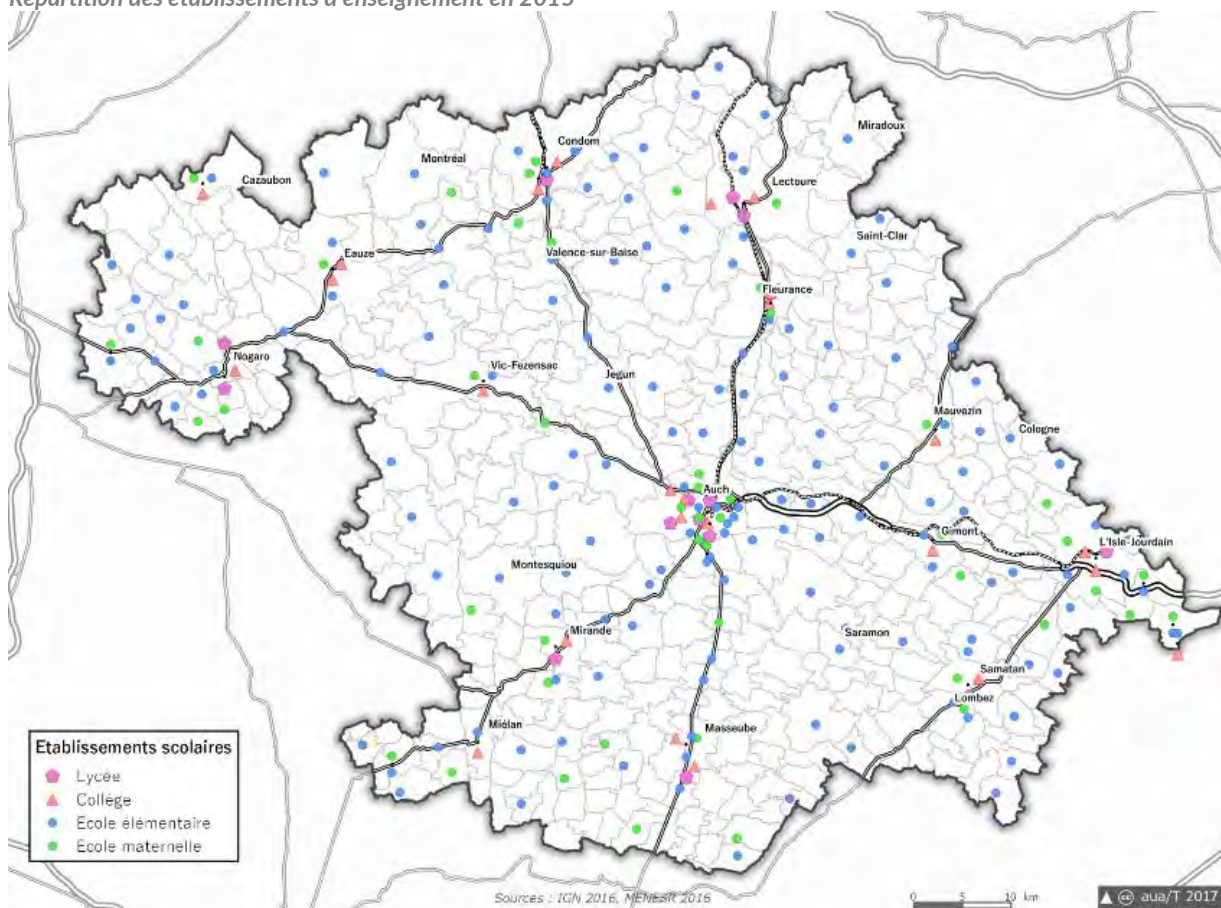 Répartition des établissements d'enseignement en 2015
Miradoux
Condom
Montréal
Cazaubon
Lectoure
Saint-Clar
Eauze
Valence-sur-Baïse
Fleurance
Nogaro
Vic-Fezensac
Jegun
Mauvezin
Cologne
Auch
Gimont
L'Isle-Jourdain
Montesquiou
Mirande
Saramon
Samatan
Lombez
Miélan
Masseube
Etablissements scolaires
Lycée
Collège
Ecole élémentaire
Ecole maternelle
Sources : IGN 2016, MENESR 2016
0 5 10 km
cc aua/T 2017